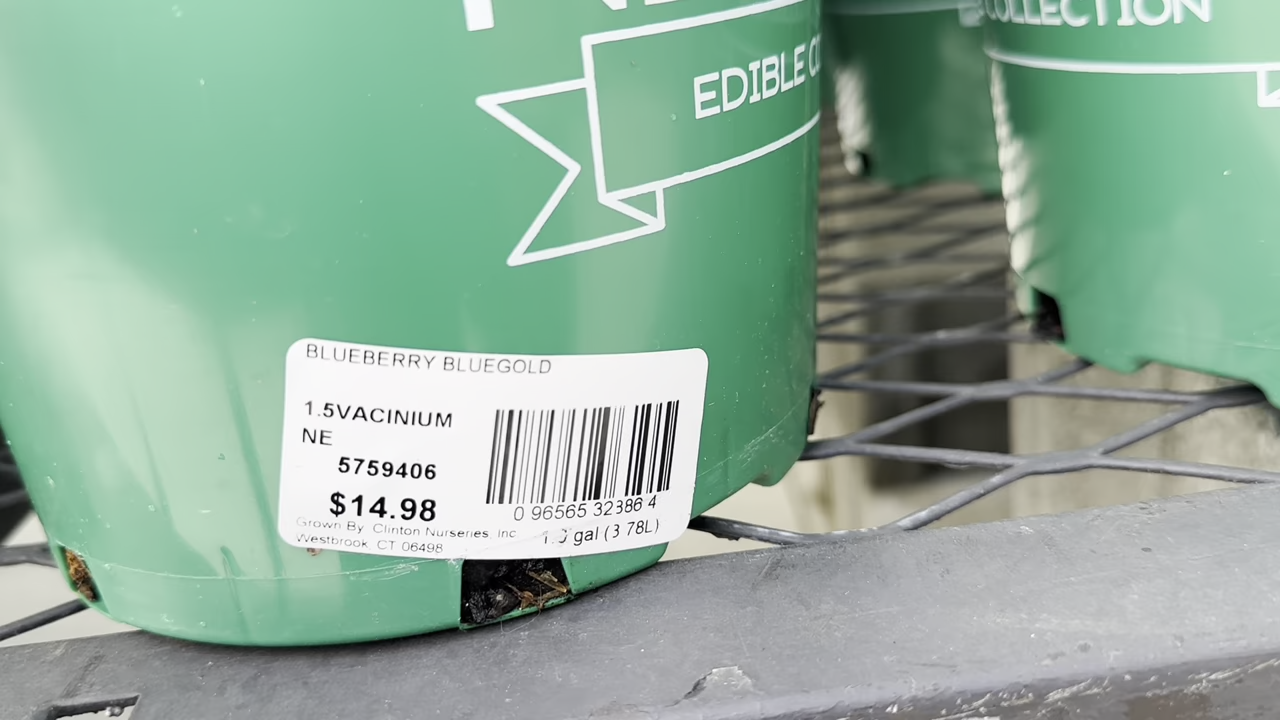 EDIBLE
COLLECTION
BLUEBERRY BLUEGOLD
1.5VACINIUM
NE
5759406
$14.98
0 96565 32386 4
Grown By Clinton Nurseries, Inc
Westbrook, CT 06498
gal (3 78L)